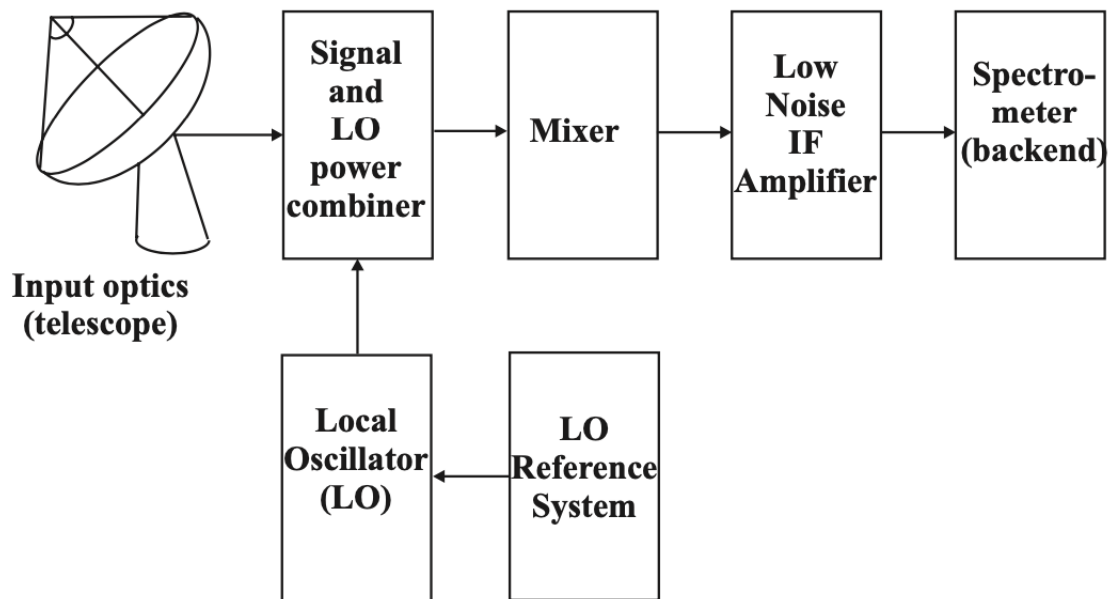 Signal
and
LO
power
combiner
Mixer
Low
Noise
IF
Amplifier
Spectro-
meter
(backend)
Input optics
(telescope)
Local
Oscillator
(LO)
LO
Reference
System